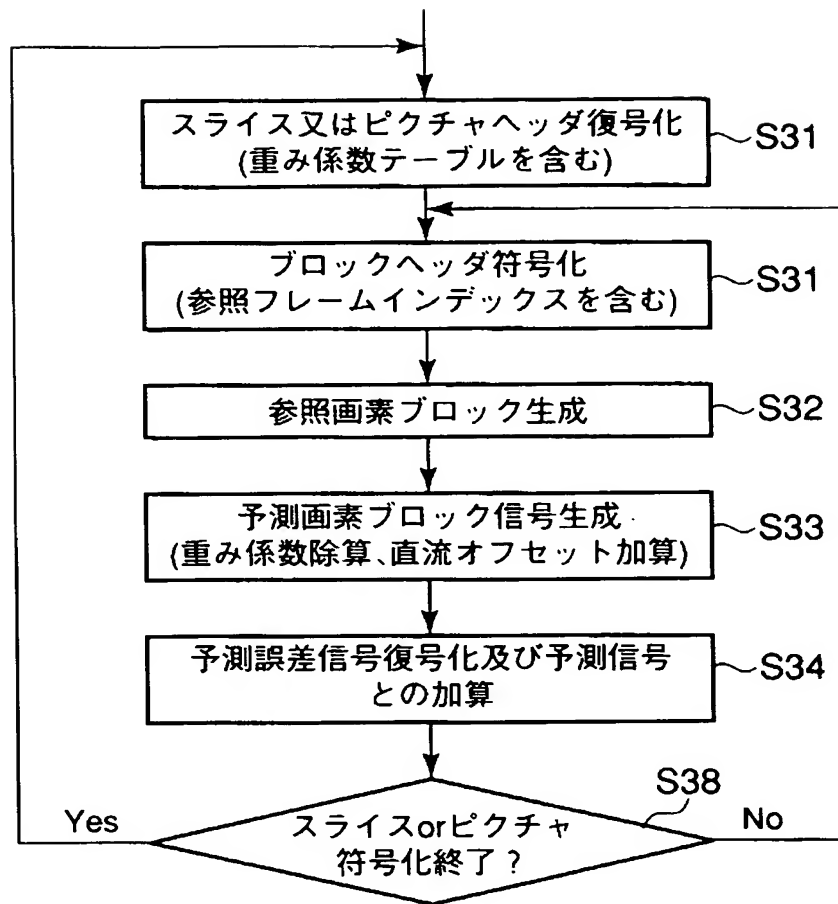 スライス又はピクチャヘッダ復号化
(重み係数テーブルを含む)
S31
ブロックヘッダ符号化
(参照フレームインデックスを含む)
S31
参照画素ブロック生成
S32
予測画素ブロック信号生成
(重み係数除算、直流オフセット加算)
S33
予測誤差信号復号化及び予測信号
との加算
S34
S38
Yes
スライスorピクチャ
符号化終了?
No